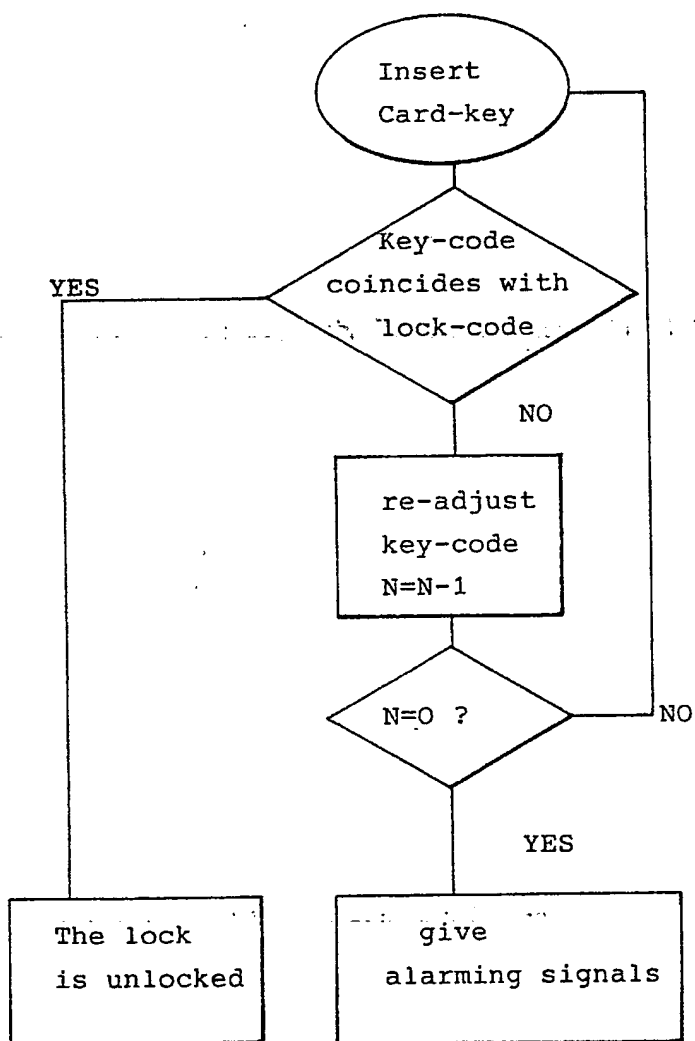 Insert
Card-key
Key-code
coincides with
lock-code
YES
NO
re-adjust
key-code
N=N-1
N=O ?
NO
YES
The lock
is unlocked
give
alarming signals